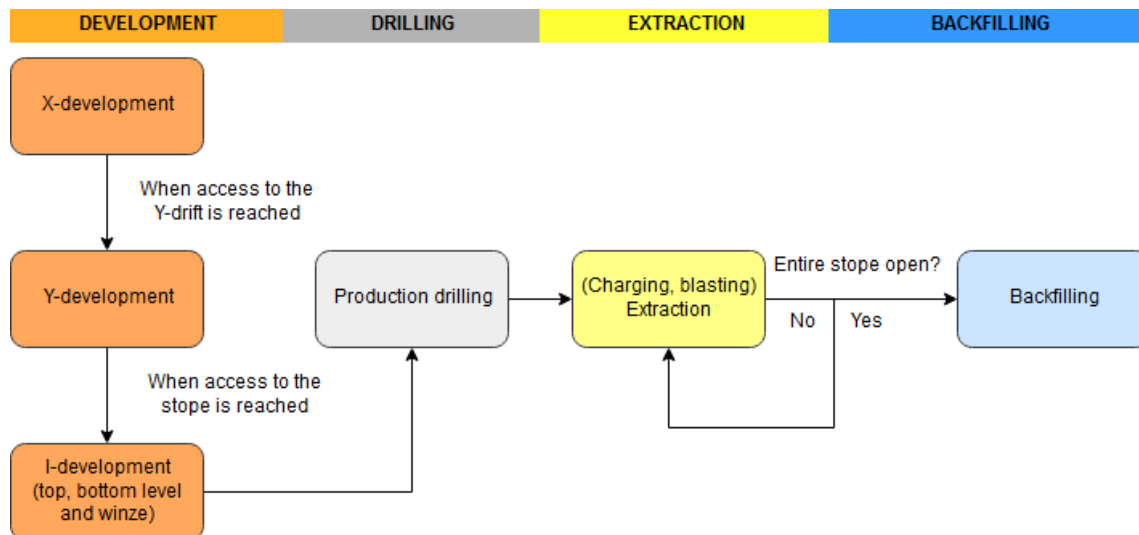 DEVELOPMENT
DRILLING
EXTRACTION
BACKFILLING
X-development
When access to the
Y-drift is reached
Y-development
Production drilling
(Charging, blasting)
Extraction
Entire stope open?
No
Yes
Backfilling
When access to the
stope is reached
I-development
(top, bottom level
and winze)